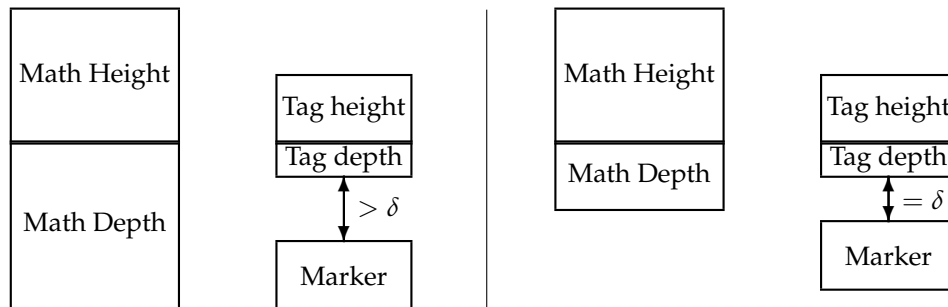 Math Height
Tag height
Tag depth
Math Depth
> δ
Marker
Math Height
Tag height
Tag depth
Math Depth
= δ
Marker